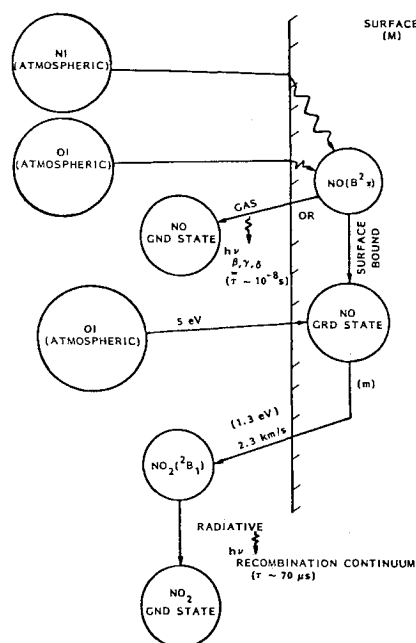 SURFACE
(M)
NI
(ATMOSPHERIC)
OI
(ATMOSPHERIC)
NO(B²π)
GAS
OR
NO
GND STATE
hν
β, γ, δ
(τ ~ 10⁻⁸s)
SURFACE
BOUND
OI
(ATMOSPHERIC)
5 eV
NO
GRD STATE
(m)
(1.3 eV)
2.3 km/s
NO₂(²B₁)
RADIATIVE
hν
RECOMBINATION CONTINUUM
(τ ~ 70 μs)
NO₂
GND STATE